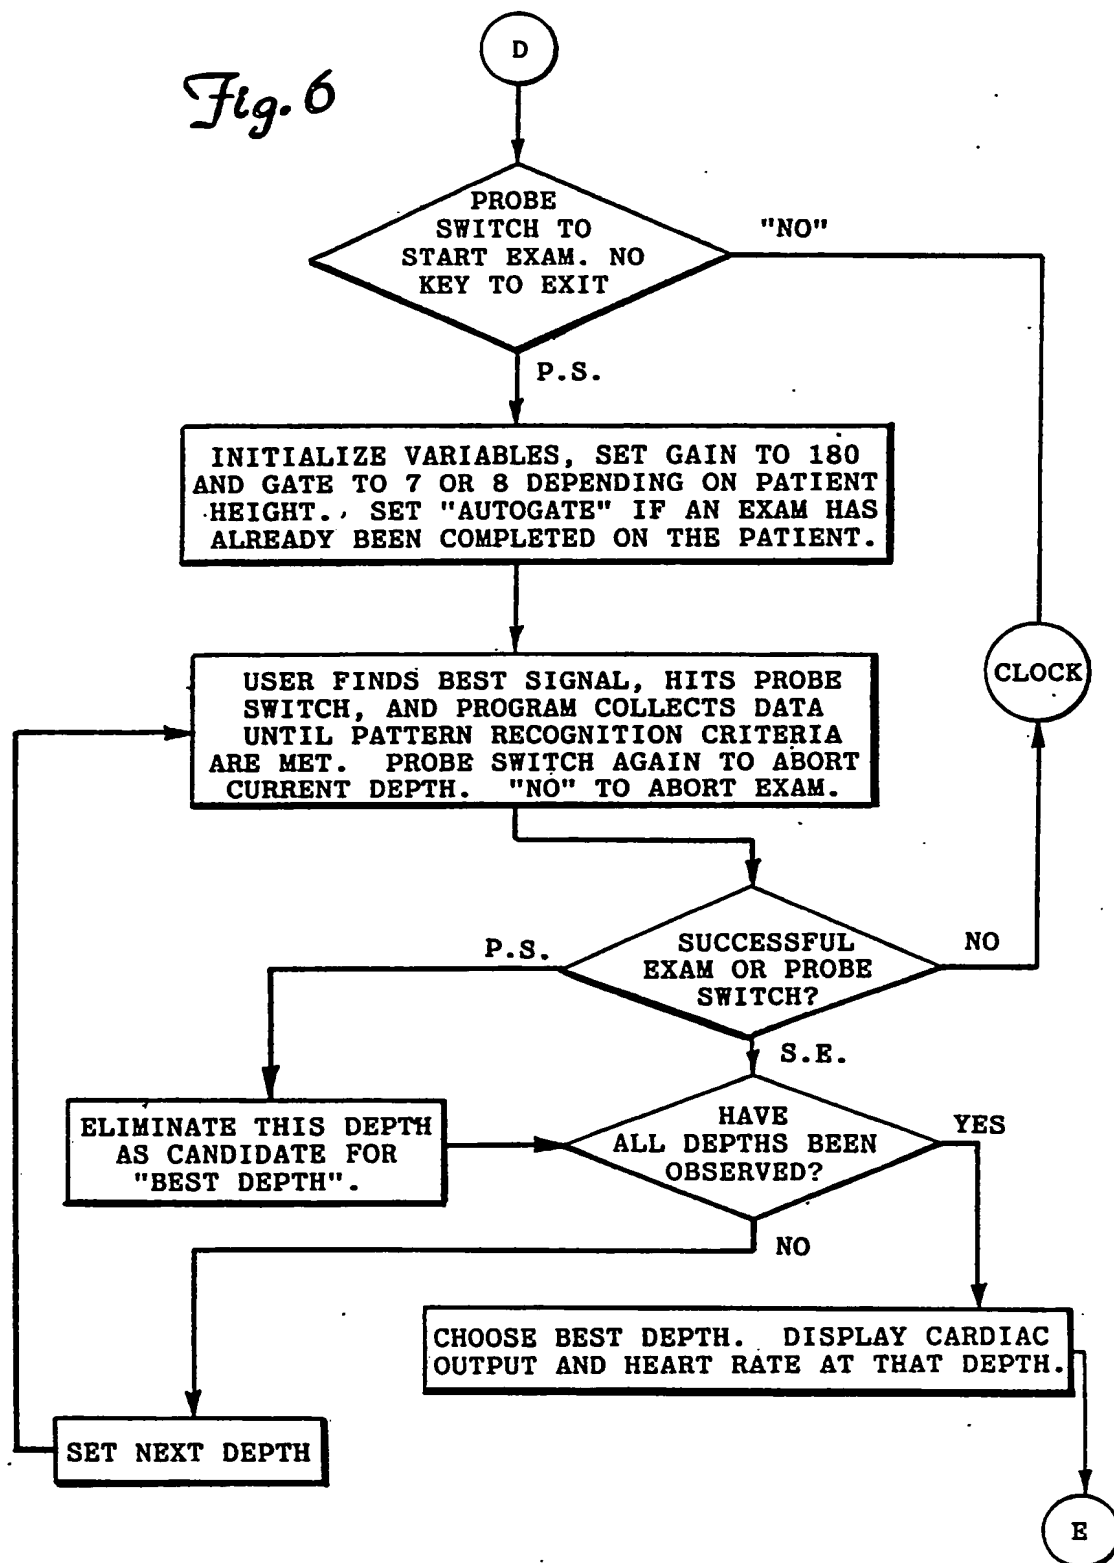 D
Fig. 6
PROBE
SWITCH TO
START EXAM. NO
KEY TO EXIT
"NO"
P.S.
INITIALIZE VARIABLES, SET GAIN TO 180
AND GATE TO 7 OR 8 DEPENDING ON PATIENT
HEIGHT. SET "AUTOGATE" IF AN EXAM HAS
ALREADY BEEN COMPLETED ON THE PATIENT.
USER FINDS BEST SIGNAL, HITS PROBE
SWITCH, AND PROGRAM COLLECTS DATA
UNTIL PATTERN RECOGNITION CRITERIA
ARE MET. PROBE SWITCH AGAIN TO ABORT
CURRENT DEPTH. "NO" TO ABORT EXAM.
CLOCK
P.S.
SUCCESSFUL
EXAM OR PROBE
SWITCH?
NO
S.E.
ELIMINATE THIS DEPTH
AS CANDIDATE FOR
"BEST DEPTH".
HAVE
ALL DEPTHS BEEN
OBSERVED?
YES
NO
CHOOSE BEST DEPTH. DISPLAY CARDIAC
OUTPUT AND HEART RATE AT THAT DEPTH.
SET NEXT DEPTH
E